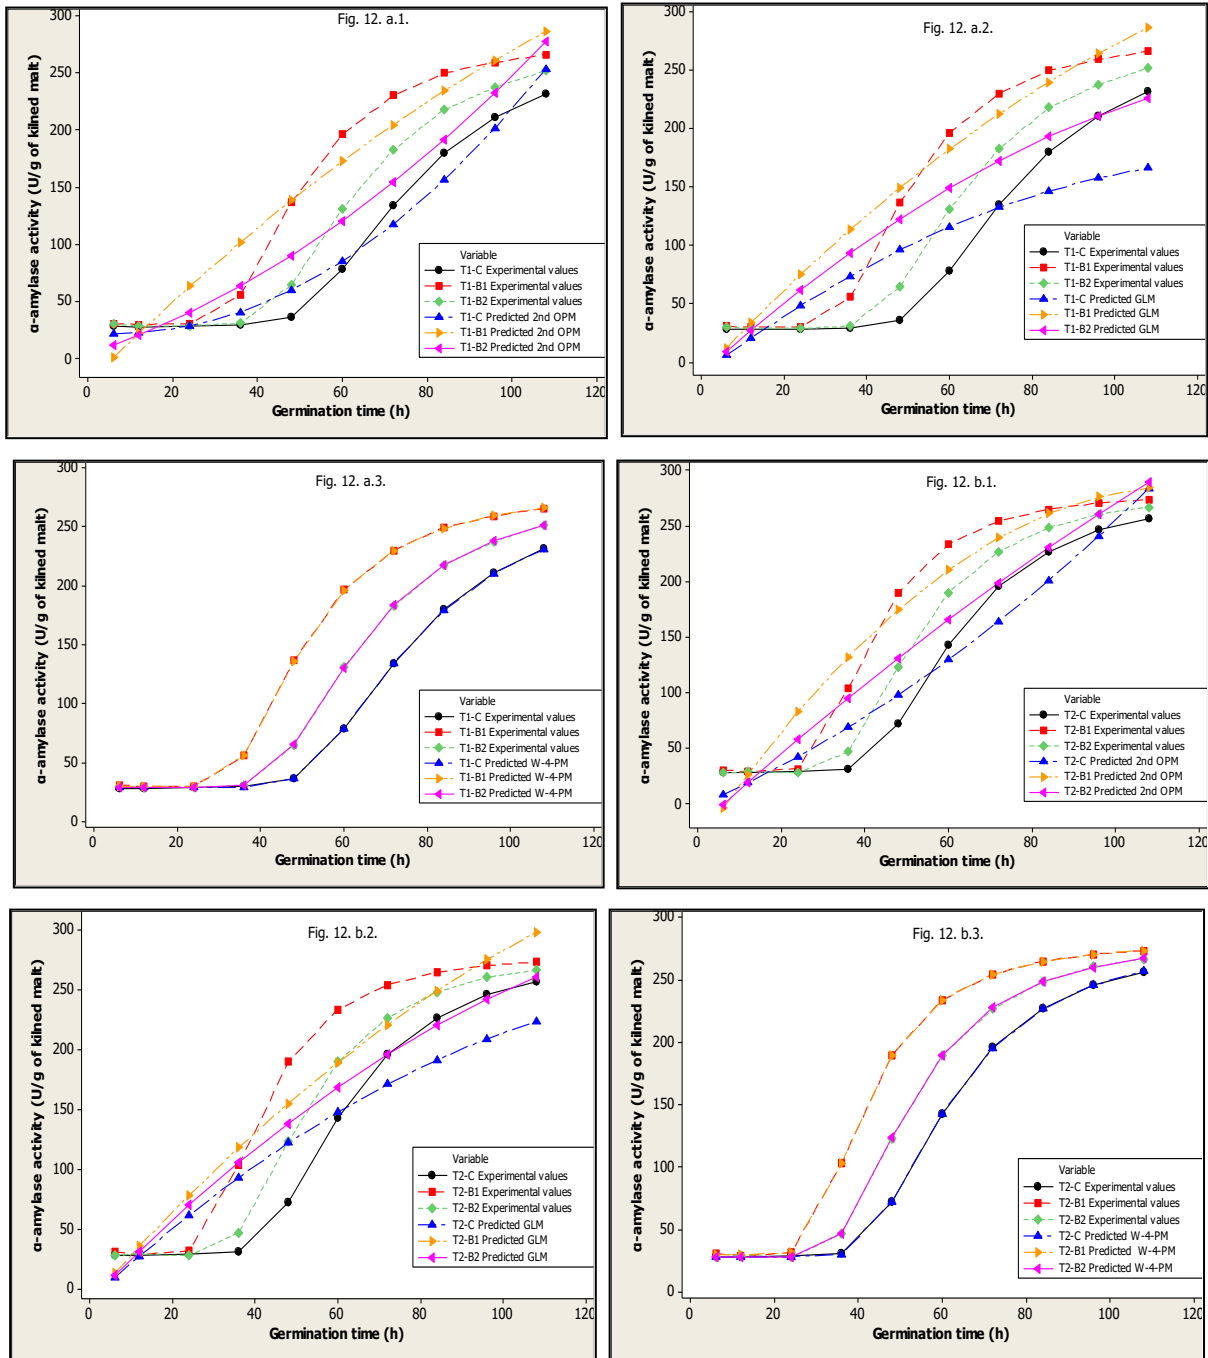 Fig. 12. a.1.
α-amylase activity (U/g of kilned malt)
300
250
200
150
100
50
0
0 20 40 60 80 100 120
Germination time (h)
Variable
T1-C Experimental values
T1-B1 Experimental values
T1-B2 Experimental values
T1-C Predicted 2nd OPM
T1-B1 Predicted 2nd OPM
T1-B2 Predicted 2nd OPM
Fig. 12. a.2.
α-amylase activity (U/g of kilned malt)
300
250
200
150
100
50
0
0 20 40 60 80 100 120
Germination time (h)
Variable
T1-C Experimental values
T1-B1 Experimental values
T1-B2 Experimental values
T1-C Predicted GLM
T1-B1 Predicted GLM
T1-B2 Predicted GLM
Fig. 12. a.3.
α-amylase activity (U/g of kilned malt)
300
250
200
150
100
50
0
0 20 40 60 80 100 120
Germination time (h)
Variable
T1-C Experimental values
T1-B1 Experimental values
T1-B2 Experimental values
T1-C Predicted W-4-PM
T1-B1 Predicted W-4-PM
T1-B2 Predicted W-4-PM
Fig. 12. b.1.
α-amylase activity (U/g of kilned malt)
300
250
200
150
100
50
0
0 20 40 60 80 100 120
Germination time (h)
Variable
T2-C Experimental values
T2-B1 Experimental values
T2-B2 Experimental values
T2-C Predicted 2nd OPM
T2-B1 Predicted 2nd OPM
T2-B2 Predicted 2nd OPM
Fig. 12. b.2.
α-amylase activity (U/g of kilned malt)
300
250
200
150
100
50
0
0 20 40 60 80 100 120
Germination time (h)
Variable
T2-C Experimental values
T2-B1 Experimental values
T2-B2 Experimental values
T2-C Predicted GLM
T2-B1 Predicted GLM
T2-B2 Predicted GLM
Fig. 12. b.3.
α-amylase activity (U/g of kilned malt)
300
250
200
150
100
50
0
0 20 40 60 80 100 120
Germination time (h)
Variable
T2-C Experimental values
T2-B1 Experimental values
T2-B2 Experimental values
T2-C Predicted W-4-PM
T2-B1 Predicted W-4-PM
T2-B2 Predicted W-4-PM